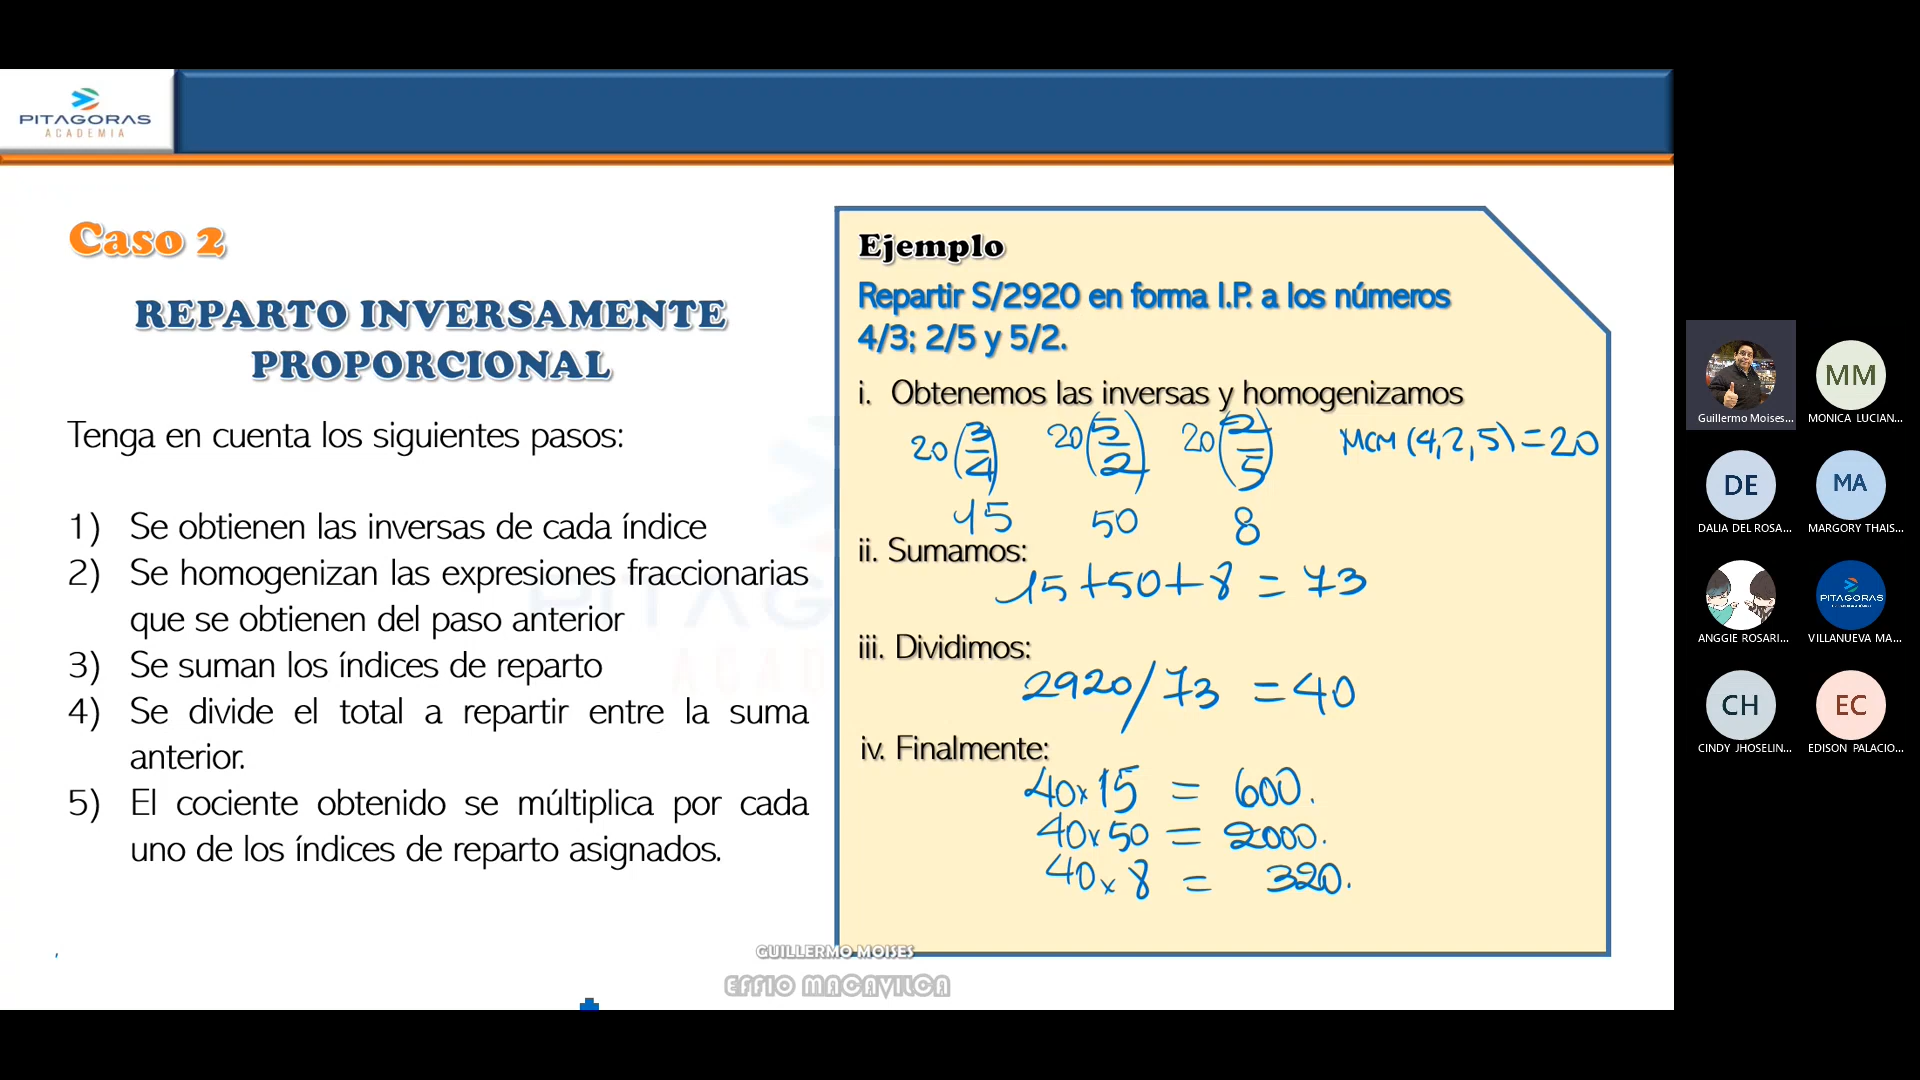 PITAGORAS
ACADEMIA
Caso 2
REPARTO INVERSAMENTE
PROPORCIONAL
Tenga en cuenta los siguientes pasos:
1) Se obtienen las inversas de cada índice
2) Se homogenizan las expresiones fraccionarias
que se obtienen del paso anterior
3) Se suman los índices de reparto
4) Se divide el total a repartir entre la suma
anterior.
5) El cociente obtenido se múltiplica por cada
uno de los índices de reparto asignados.
Ejemplo
Repartir S/2920 en forma I.P. a los números
4/3; 2/5 y 5/2.
i. Obtenemos las inversas y homogenizamos
20(3/4) 20(5/2) 20(2/5) MCM (4,2,5)=20
15 50 8
ii. Sumamos:
15+50+8 = 73
iii. Dividimos:
2920/73 = 40
iv. Finalmente:
40x15 = 600.
40x50 = 2000.
40x8 = 320.
GUILLERMO MOISES
EFFIO MACAVILCA
Guillermo Moises...
MM
MONICA LUCIAN...
DE
DALIA DEL ROSA...
MA
MARGORY THAIS...
ANGGIE ROSARI...
PITAGORAS
VILLANUEVA MA...
CH
CINDY JHOSELIN...
EC
EDISON PALACIO...